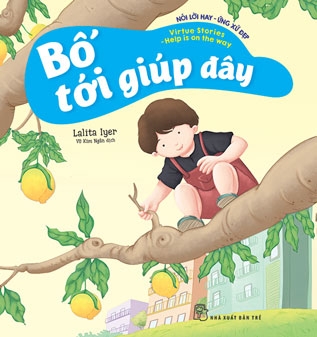 NÓI LỜI HAY - ỨNG XỬ ĐẸP
Virtue Stories
- Help is on the way
Bố
tới giúp đây
Lalita Iyer
Võ Kim Ngân dịch
NHÀ XUẤT BẢN TRẺ